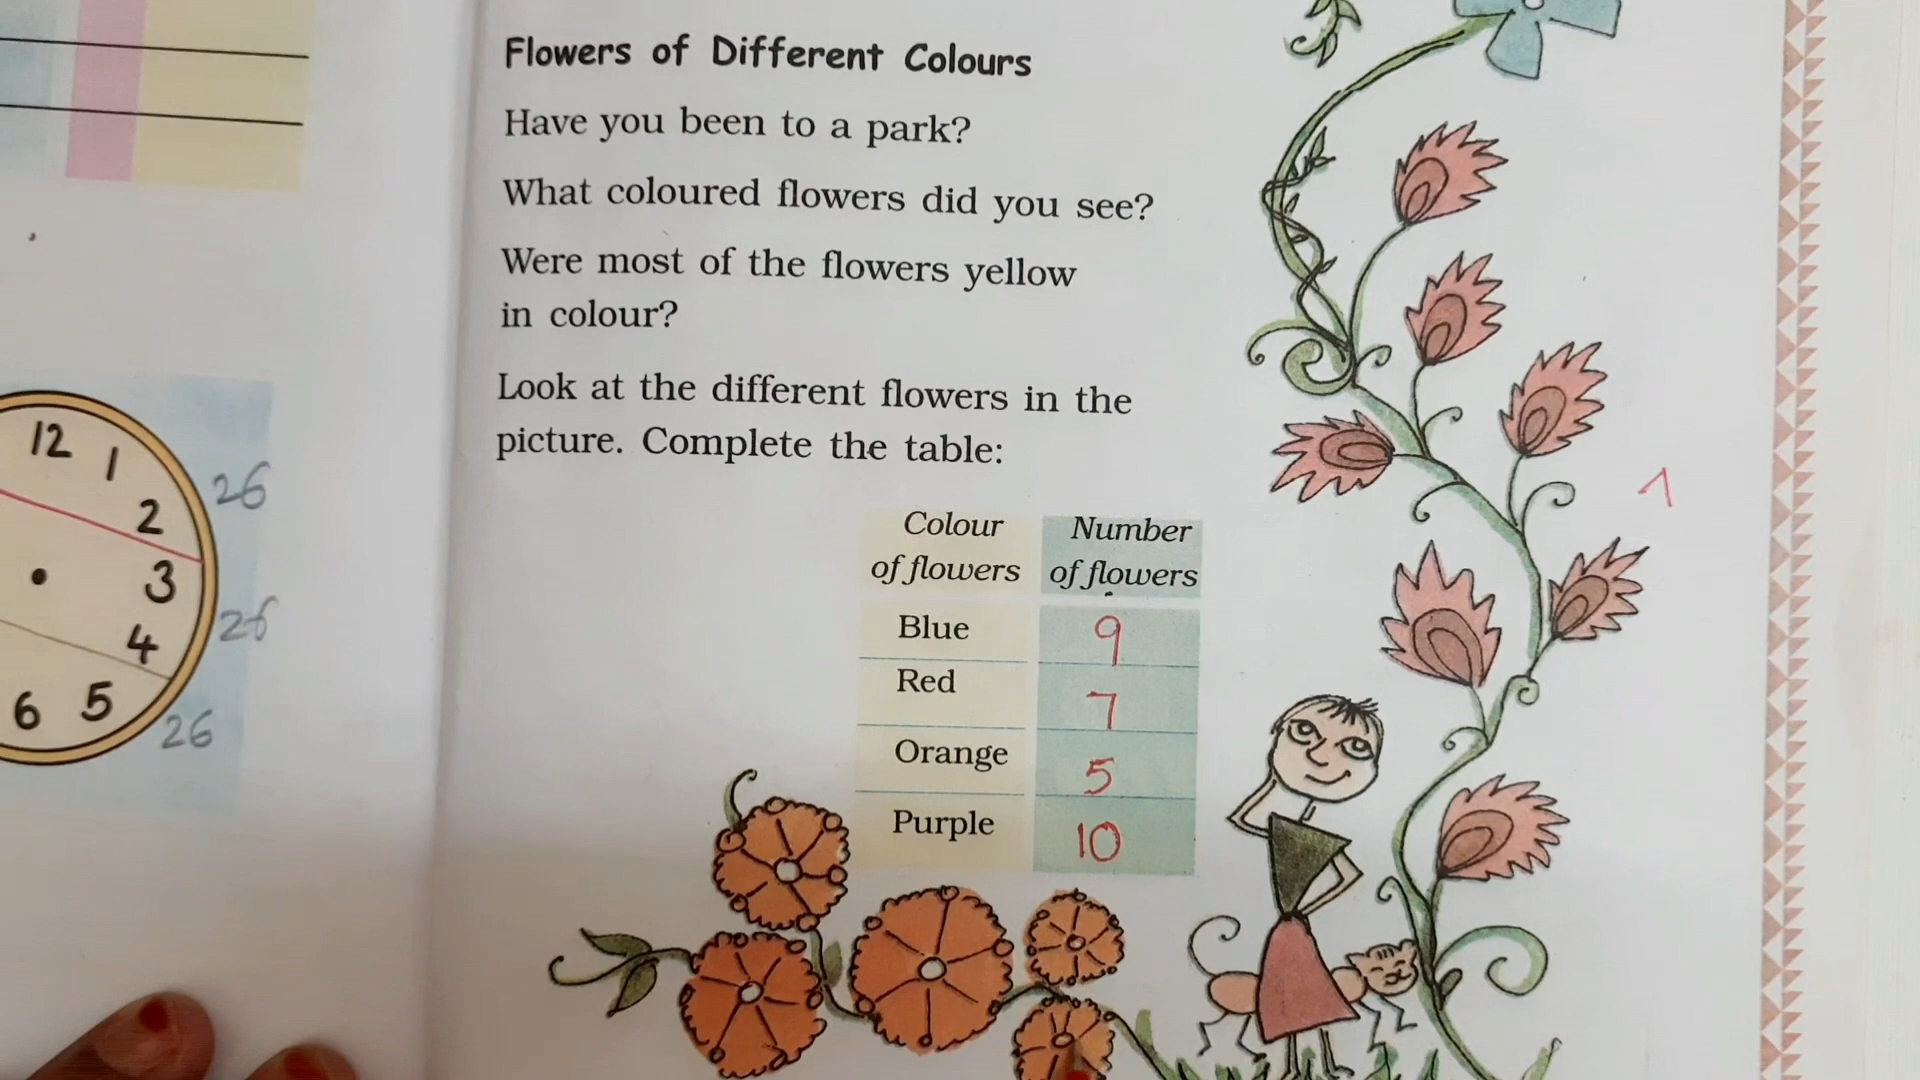 Flowers of Different Colours
Have you been to a park?
What coloured flowers did you see?
Were most of the flowers yellow
in colour?
Look at the different flowers in the
picture. Complete the table:
Colour
of flowers
Number
of flowers
Blue 9
Red 7
Orange 5
Purple 10
12
1
2
3
4
5
6
26
26
26